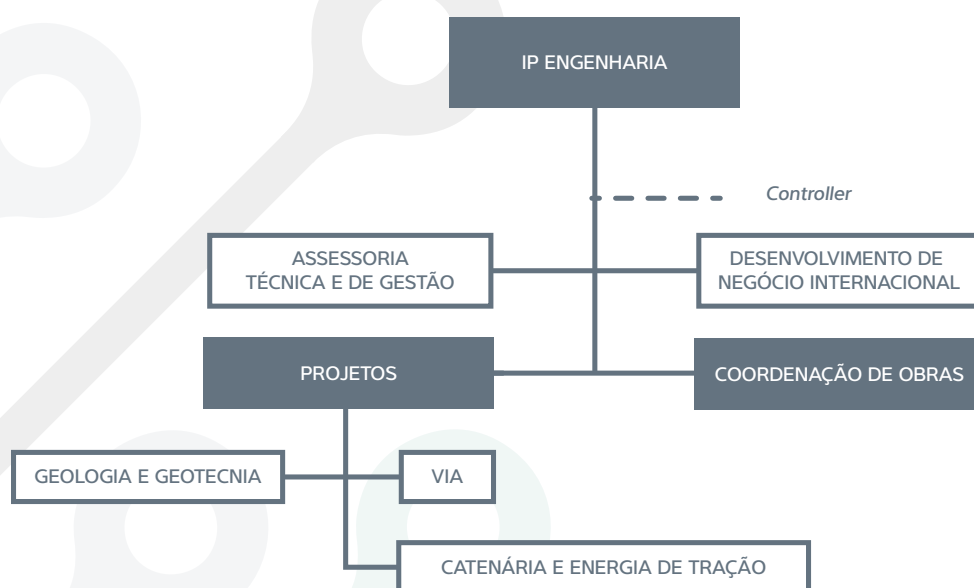 IP ENGENHARIA
Controller
ASSESSORIA
TÉCNICA E DE GESTÃO
DESENVOLVIMENTO DE
NEGÓCIO INTERNACIONAL
PROJETOS
COORDENAÇÃO DE OBRAS
GEOLOGIA E GEOTECNIA
VIA
CATENÁRIA E ENERGIA DE TRAÇÃO